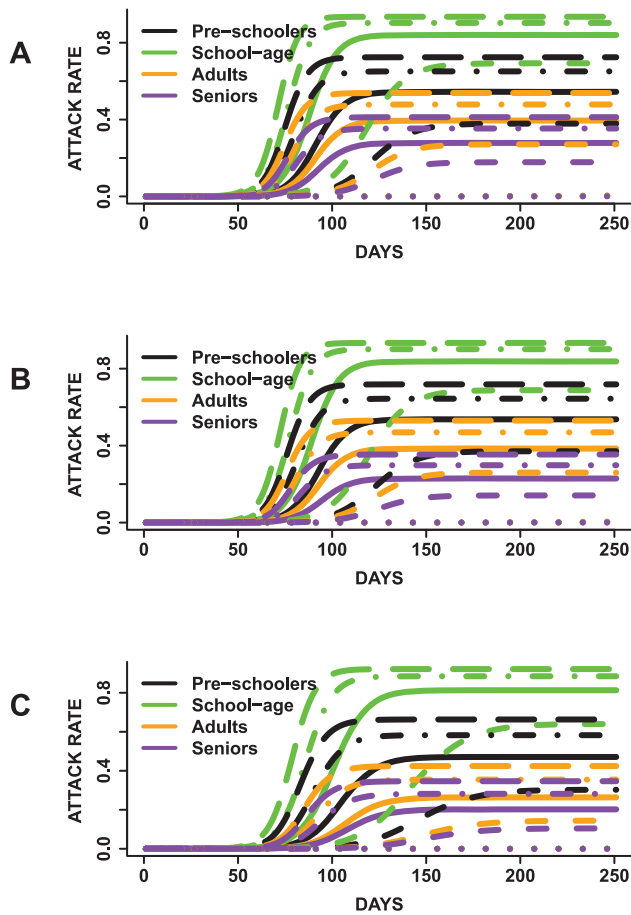 A
ATTACK RATE
0.8
0.4
0.0
Pre−schoolers
School−age
Adults
Seniors
0 50 100 150 200 250
DAYS
B
ATTACK RATE
0.8
0.4
0.0
Pre−schoolers
School−age
Adults
Seniors
0 50 100 150 200 250
DAYS
C
ATTACK RATE
0.8
0.4
0.0
Pre−schoolers
School−age
Adults
Seniors
0 50 100 150 200 250
DAYS